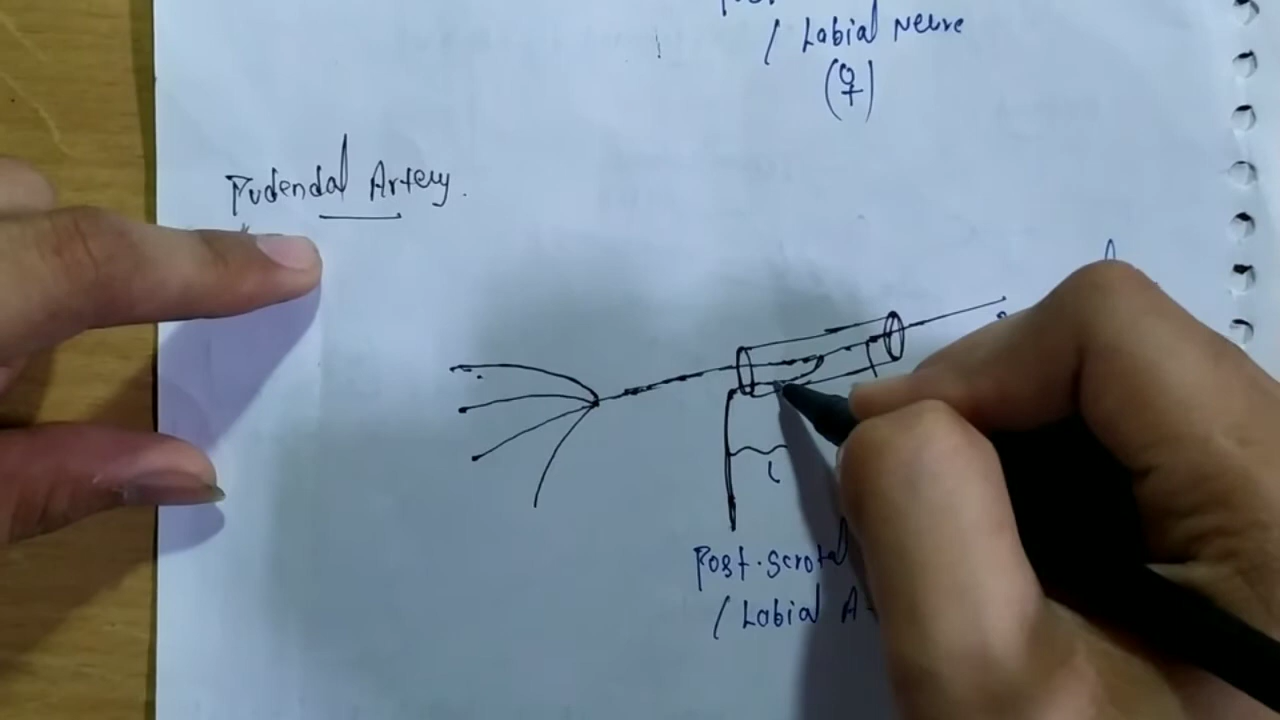 / Labial Nerve
(♀)
Pudendal Artery.
Post. Scrotal
/ Labial A